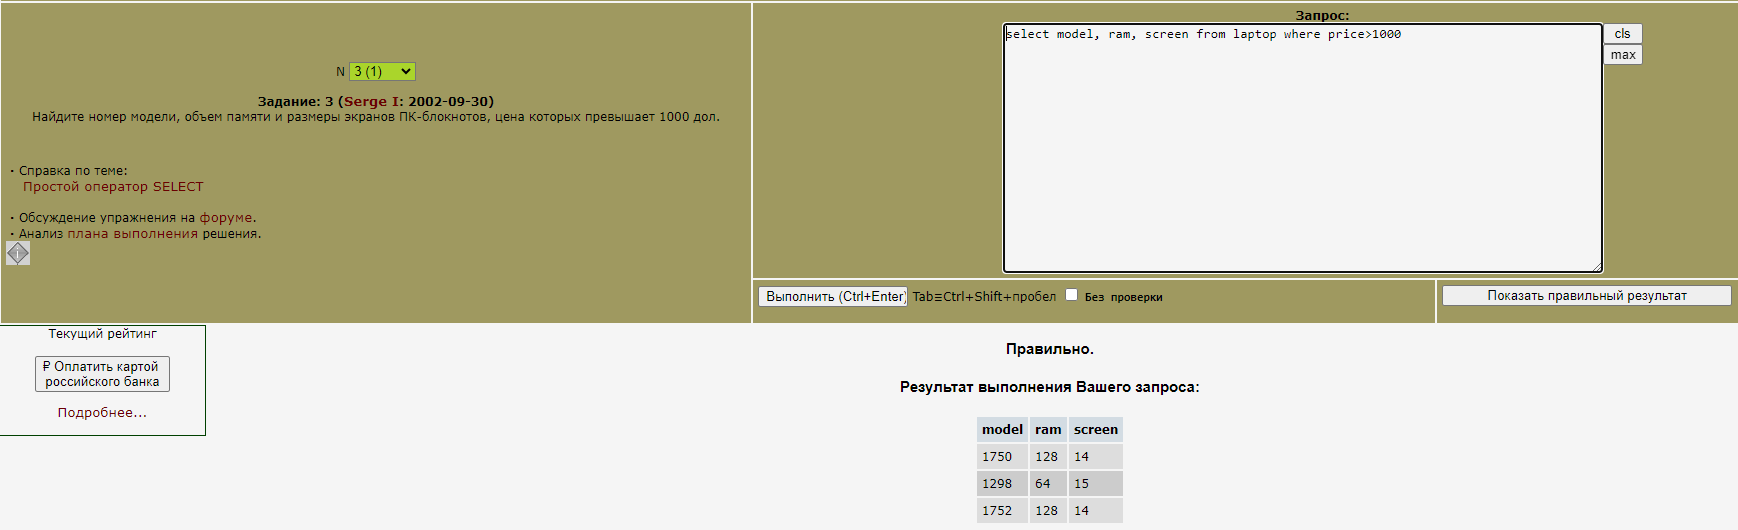 N 3 (1)
Задание: 3 (Serge I: 2002-09-30)
Найдите номер модели, объем памяти и размеры экранов ПК-блокнотов, цена которых превышает 1000 дол.
· Справка по теме:
Простой оператор SELECT
· Обсуждение упражнения на форуме.
· Анализ плана выполнения решения.
Запрос:
select model, ram, screen from laptop where price>1000
cls
max
Выполнить (Ctrl+Enter) Tab=Ctrl+Shift+пробел Без проверки
Показать правильный результат
Текущий рейтинг
₽ Оплатить картой
российского банка
Подробнее...
Правильно.
Результат выполнения Вашего запроса:
model ram screen
1750 128 14
1298 64 15
1752 128 14